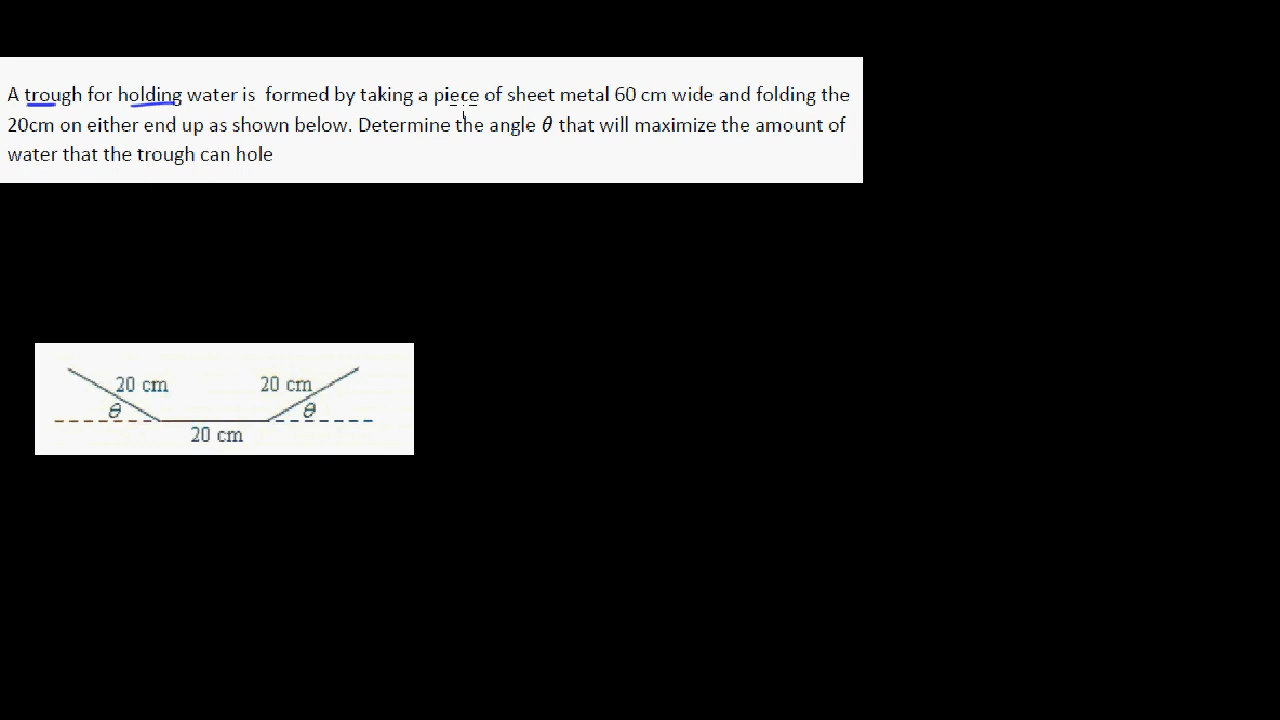 A trough for holding water is formed by taking a piece of sheet metal 60 cm wide and folding the
20cm on either end up as shown below. Determine the angle θ that will maximize the amount of
water that the trough can hole
20 cm 20 cm
θ θ
20 cm